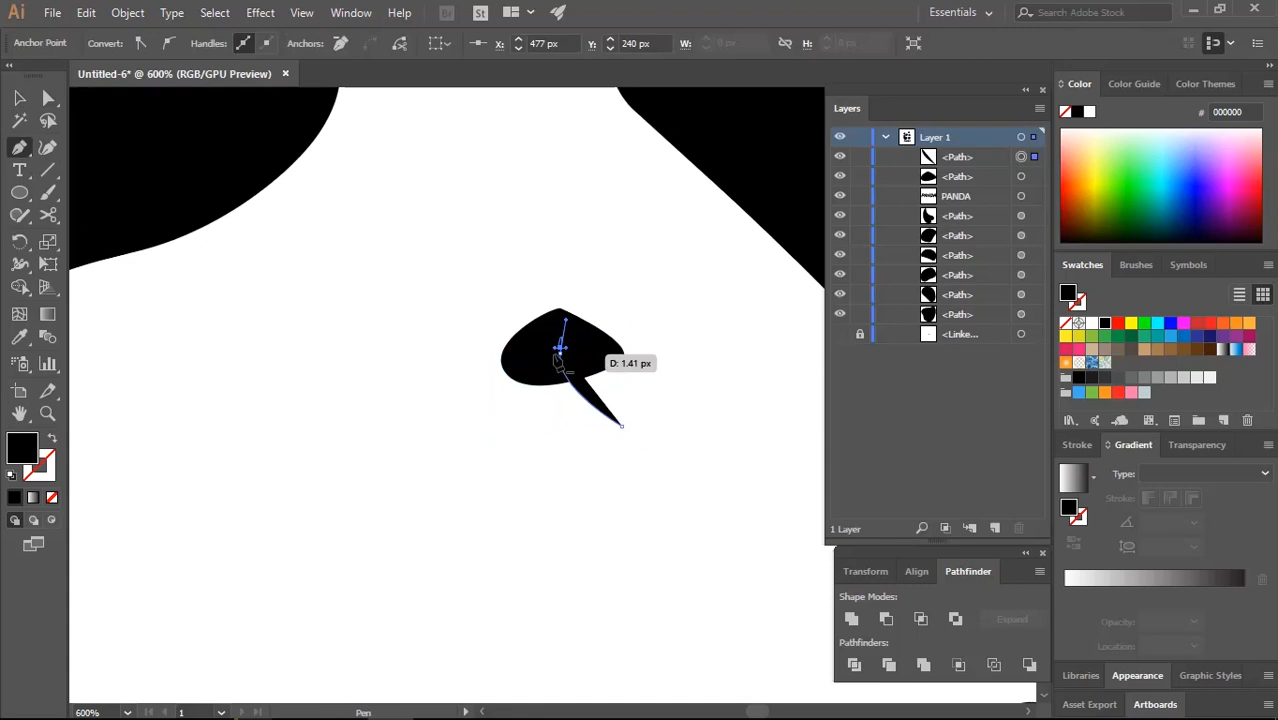 Ai File Edit Object Type Select Effect View Window Help Br St Essentials Search Adobe Stock
Anchor Point Convert: Handles: Anchors: X: 477 px Y: 240 px W: 0 px H: 0 px
Untitled-6* @ 600% (RGB/GPU Preview)
Layers
Layer 1
<Path>
<Path>
PANDA
<Path>
<Path>
<Path>
<Path>
<Path>
<Path>
<Linke...
1 Layer
D: 1.41 px
Transform Align Pathfinder
Shape Modes:
Expand
Pathfinders:
Color Color Guide Color Themes
# 000000
Swatches Brushes Symbols
Stroke Gradient Transparency
Type:
Stroke:
Opacity:
Location:
Libraries Appearance Graphic Styles
Asset Export Artboards
600% 1 Pen